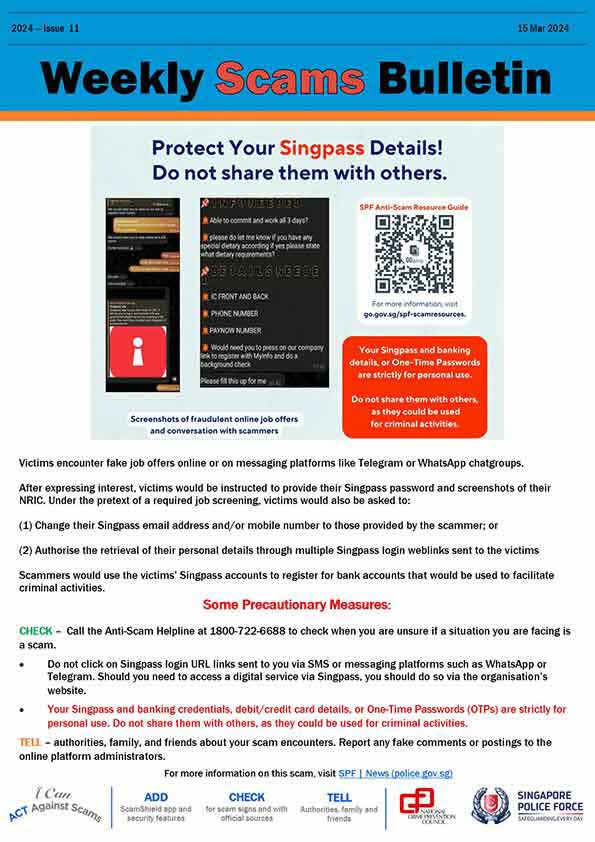 2024 – Issue 11
15 Mar 2024
Weekly Scams Bulletin
Protect Your Singpass Details!
Do not share them with others.
INFO NEEDED
Able to commit and work all 3 days?
please do let me know if you have any
special dietary according if yes please state
what dietary requirements?
DETAILS NEEDE
IC FRONT AND BACK
PHONE NUMBER
PAYNOW NUMBER
Would need you to press on our company
link to register with Myinfo and do a
background check
Please fill this up for me
Screenshots of fraudulent online job offers
and conversation with scammers
SPF Anti-Scam Resource Guide
For more information, visit
go.gov.sg/spf-scamresources.
Your Singpass and banking
details, or One-Time Passwords
are strictly for personal use.
Do not share them with others,
as they could be used
for criminal activities.
Victims encounter fake job offers online or on messaging platforms like Telegram or WhatsApp chatgroups.
After expressing interest, victims would be instructed to provide their Singpass password and screenshots of their
NRIC. Under the pretext of a required job screening, victims would also be asked to:
(1) Change their Singpass email address and/or mobile number to those provided by the scammer; or
(2) Authorise the retrieval of their personal details through multiple Singpass login weblinks sent to the victims
Scammers would use the victims' Singpass accounts to register for bank accounts that would be used to facilitate
criminal activities.
Some Precautionary Measures:
CHECK – Call the Anti-Scam Helpline at 1800-722-6688 to check when you are unsure if a situation you are facing is
a scam.
• Do not click on Singpass login URL links sent to you via SMS or messaging platforms such as WhatsApp or
Telegram. Should you need to access a digital service via Singpass, you should do so via the organisation's
website.
• Your Singpass and banking credentials, debit/credit card details, or One-Time Passwords (OTPs) are strictly for
personal use. Do not share them with others, as they could be used for criminal activities.
TELL – authorities, family, and friends about your scam encounters. Report any fake comments or postings to the
online platform administrators.
For more information on this scam, visit SPF | News (police.gov.sg)
I Can
ACT Against Scams
ADD
ScamShield app and
security features
CHECK
for scam signs and with
official sources
TELL
Authorities, family and
friends
NATIONAL
CRIME PREVENTION
COUNCIL
SINGAPORE
POLICE FORCE
SAFEGUARDING EVERY DAY